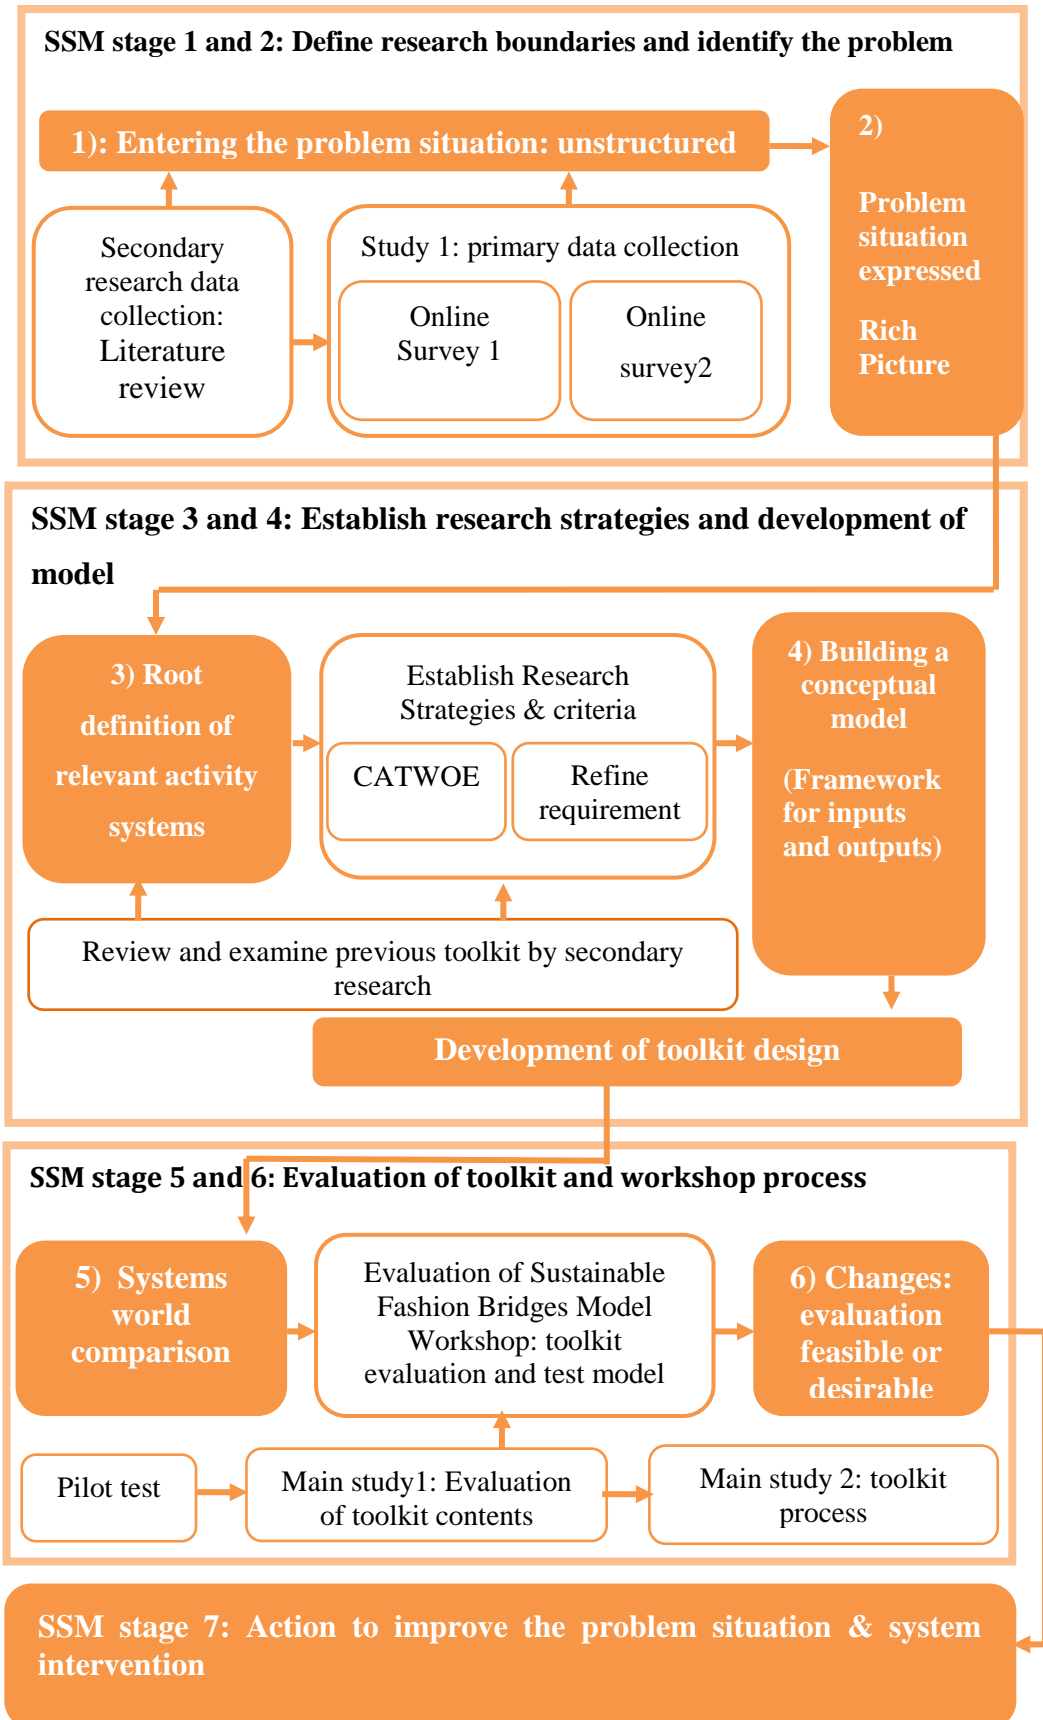 SSM stage 1 and 2: Define research boundaries and identify the problem
1): Entering the problem situation: unstructured
2)
Problem
situation
expressed
Rich
Picture
Secondary
research data
collection:
Literature
review
Study 1: primary data collection
Online
Survey 1
Online
survey2
SSM stage 3 and 4: Establish research strategies and development of
model
3) Root
definition of
relevant activity
systems
Establish Research
Strategies & criteria
CATWOE
Refine
requirement
4) Building a
conceptual
model
(Framework
for inputs
and outputs)
Review and examine previous toolkit by secondary
research
Development of toolkit design
SSM stage 5 and 6: Evaluation of toolkit and workshop process
5) Systems
world
comparison
Evaluation of Sustainable
Fashion Bridges Model
Workshop: toolkit
evaluation and test model
6) Changes:
evaluation
feasible or
desirable
Pilot test
Main study1: Evaluation
of toolkit contents
Main study 2: toolkit
process
SSM stage 7: Action to improve the problem situation & system
intervention